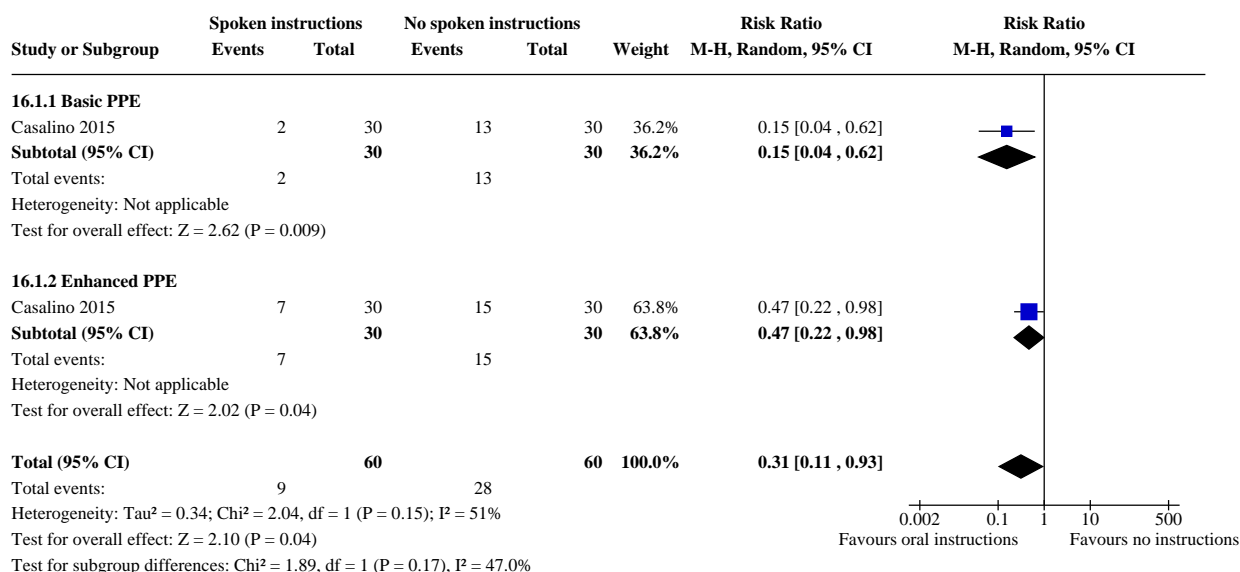 Spoken instructions No spoken instructions Risk Ratio Risk Ratio
Study or Subgroup Events Total Events Total Weight M-H, Random, 95% CI M-H, Random, 95% CI
16.1.1 Basic PPE
Casalino 2015 2 30 13 30 36.2% 0.15 [0.04 , 0.62]
Subtotal (95% CI) 30 30 36.2% 0.15 [0.04 , 0.62]
Total events: 2 13
Heterogeneity: Not applicable
Test for overall effect: Z = 2.62 (P = 0.009)
16.1.2 Enhanced PPE
Casalino 2015 7 30 15 30 63.8% 0.47 [0.22 , 0.98]
Subtotal (95% CI) 30 30 63.8% 0.47 [0.22 , 0.98]
Total events: 7 15
Heterogeneity: Not applicable
Test for overall effect: Z = 2.02 (P = 0.04)
Total (95% CI) 60 60 100.0% 0.31 [0.11 , 0.93]
Total events: 9 28
Heterogeneity: Tau² = 0.34; Chi² = 2.04, df = 1 (P = 0.15); I² = 51%
Test for overall effect: Z = 2.10 (P = 0.04)
Test for subgroup differences: Chi² = 1.89, df = 1 (P = 0.17), I² = 47.0%
0.002 0.1 1 10 500
Favours oral instructions Favours no instructions